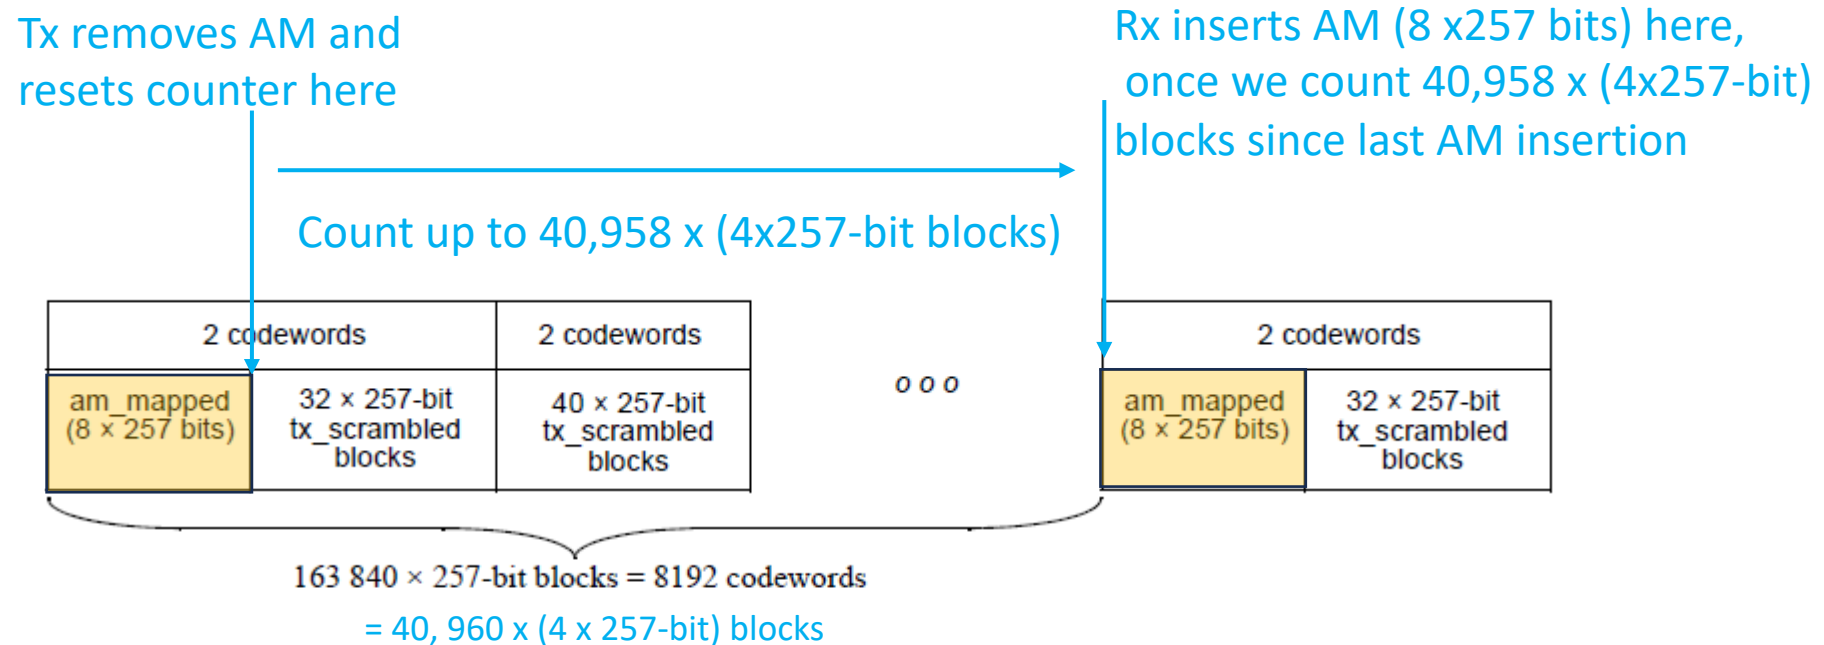 Tx removes AM and
resets counter here
Rx inserts AM (8 x257 bits) here,
once we count 40,958 x (4x257-bit)
blocks since last AM insertion
Count up to 40,958 x (4x257-bit blocks)
2 codewords
2 codewords
2 codewords
am_mapped
(8 × 257 bits)
32 × 257-bit
tx_scrambled
blocks
40 × 257-bit
tx_scrambled
blocks
o o o
am_mapped
(8 × 257 bits)
32 × 257-bit
tx_scrambled
blocks
163 840 × 257-bit blocks = 8192 codewords
= 40, 960 x (4 x 257-bit) blocks